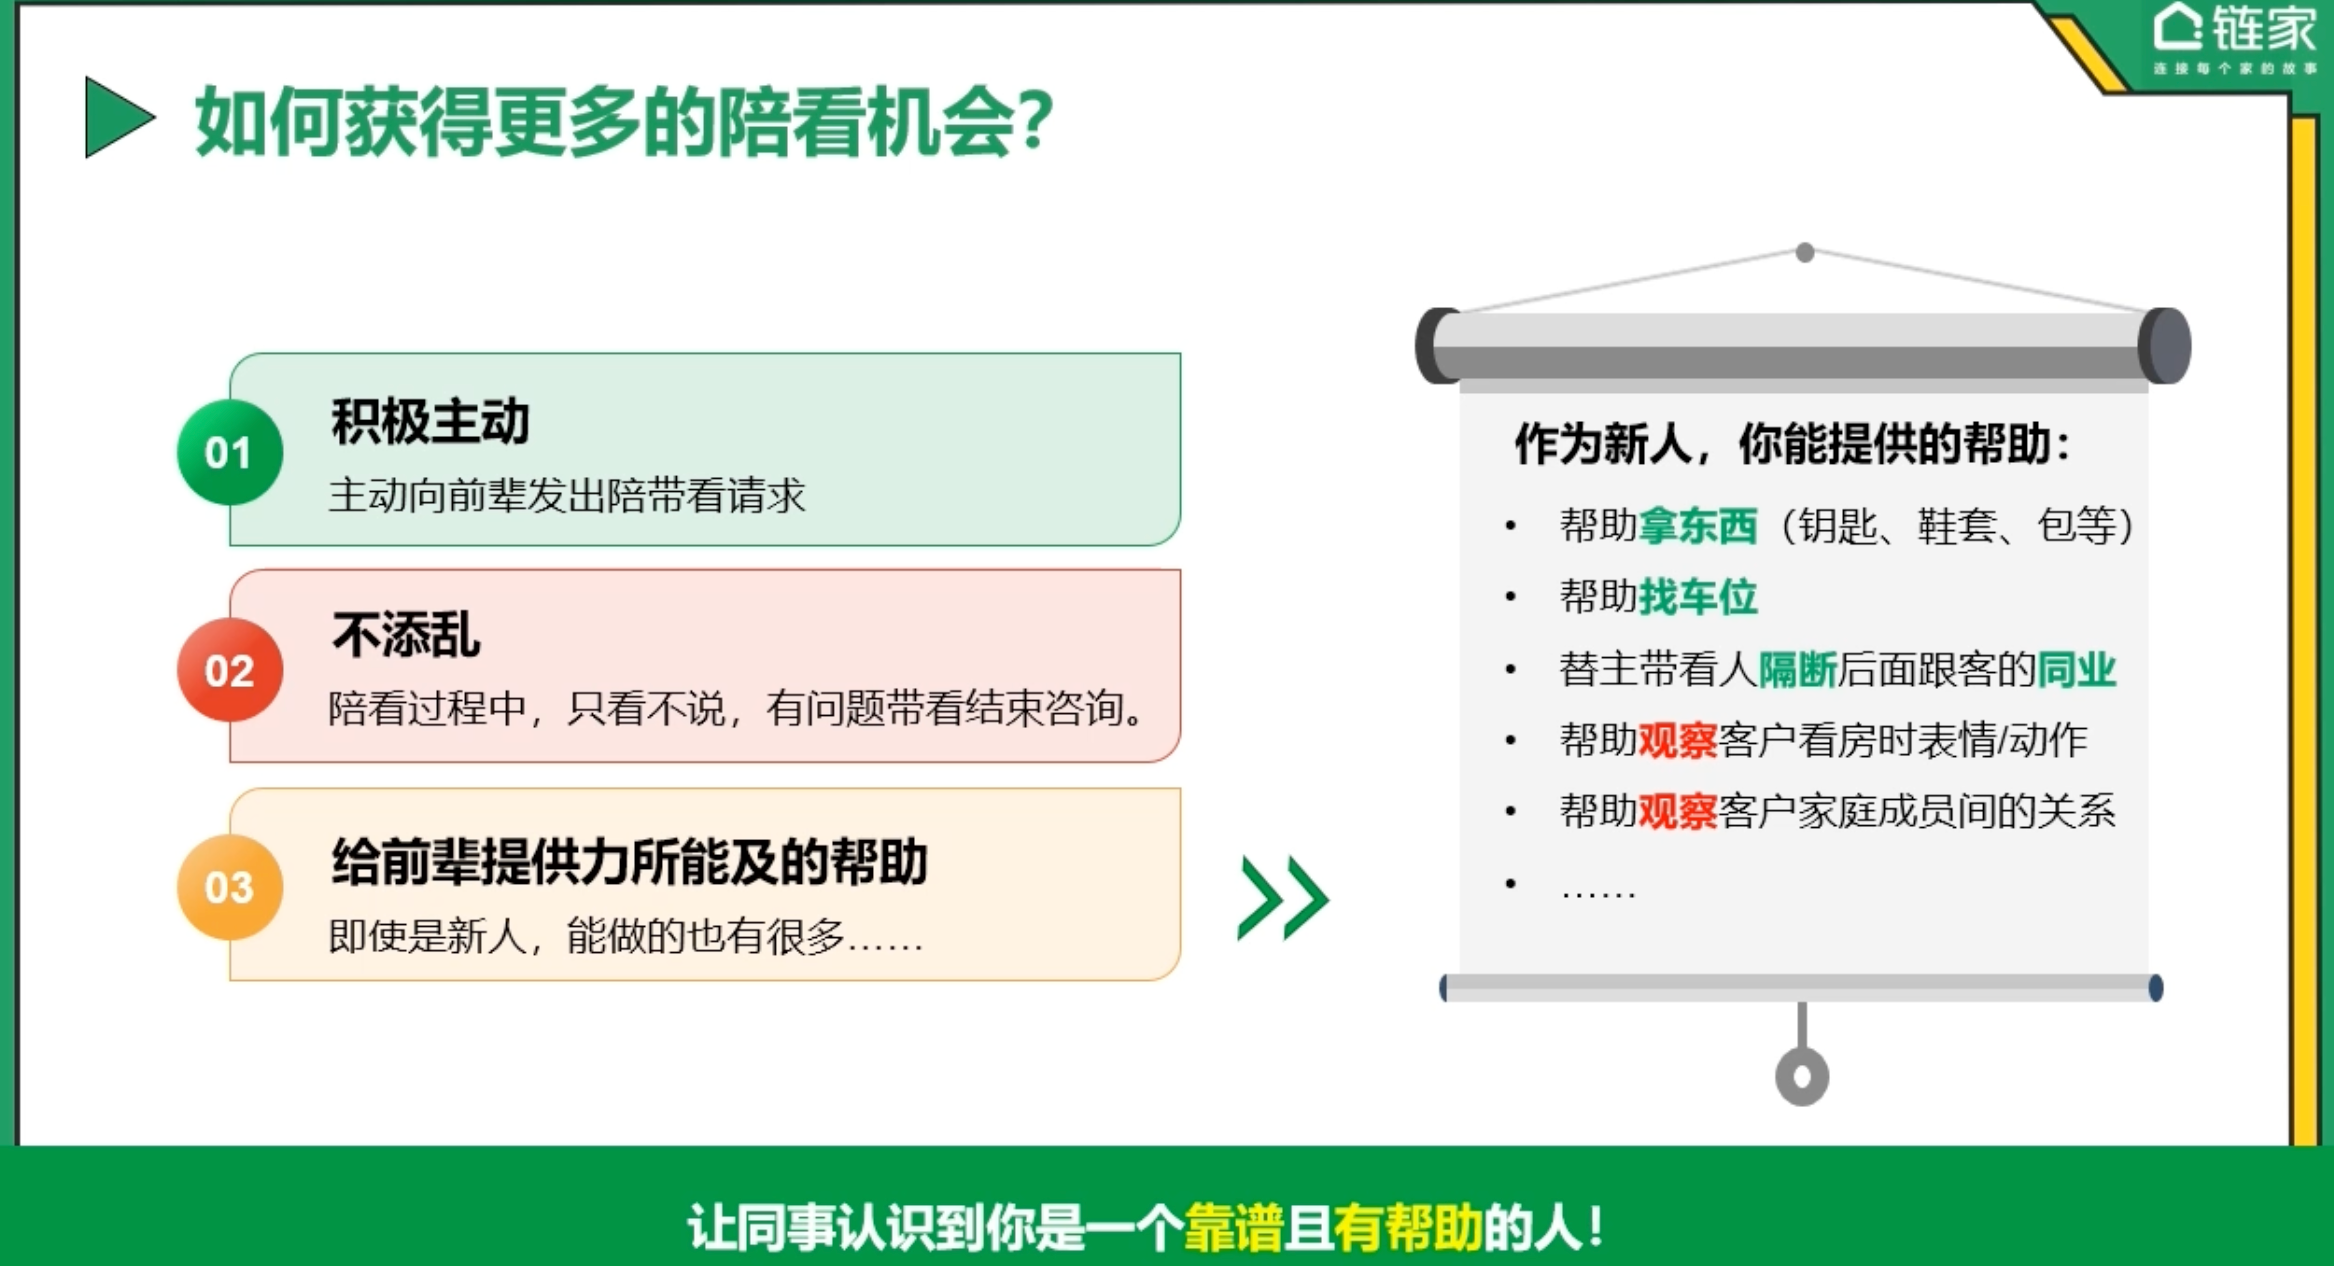 链家
连接每个家的故事
如何获得更多的陪看机会？
01
积极主动
主动向前辈发出陪带看请求
02
不添乱
陪看过程中，只看不说，有问题带看结束咨询。
03
给前辈提供力所能及的帮助
即使是新人，能做的也有很多……
作为新人，你能提供的帮助：
• 帮助拿东西（钥匙、鞋套、包等）
• 帮助找车位
• 替主带看人隔断后面跟客的同业
• 帮助观察客户看房时表情/动作
• 帮助观察客户家庭成员间的关系
• ……
让同事认识到你是一个靠谱且有帮助的人！